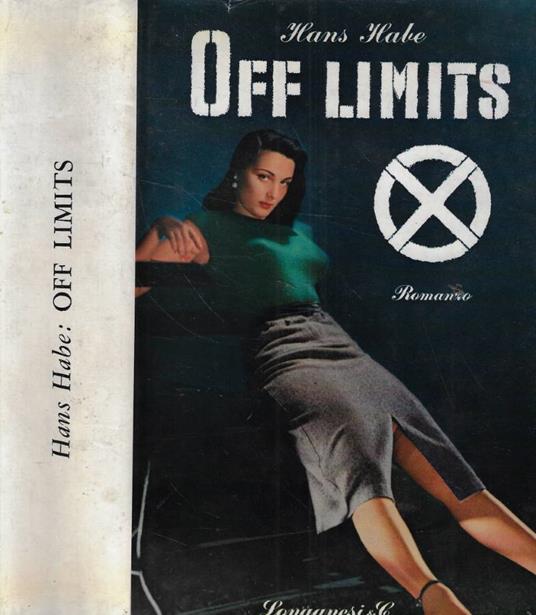 Hans Habe: OFF LIMITS
Hans Habe
OFF LIMITS
Romanzo
Longanesi & C.